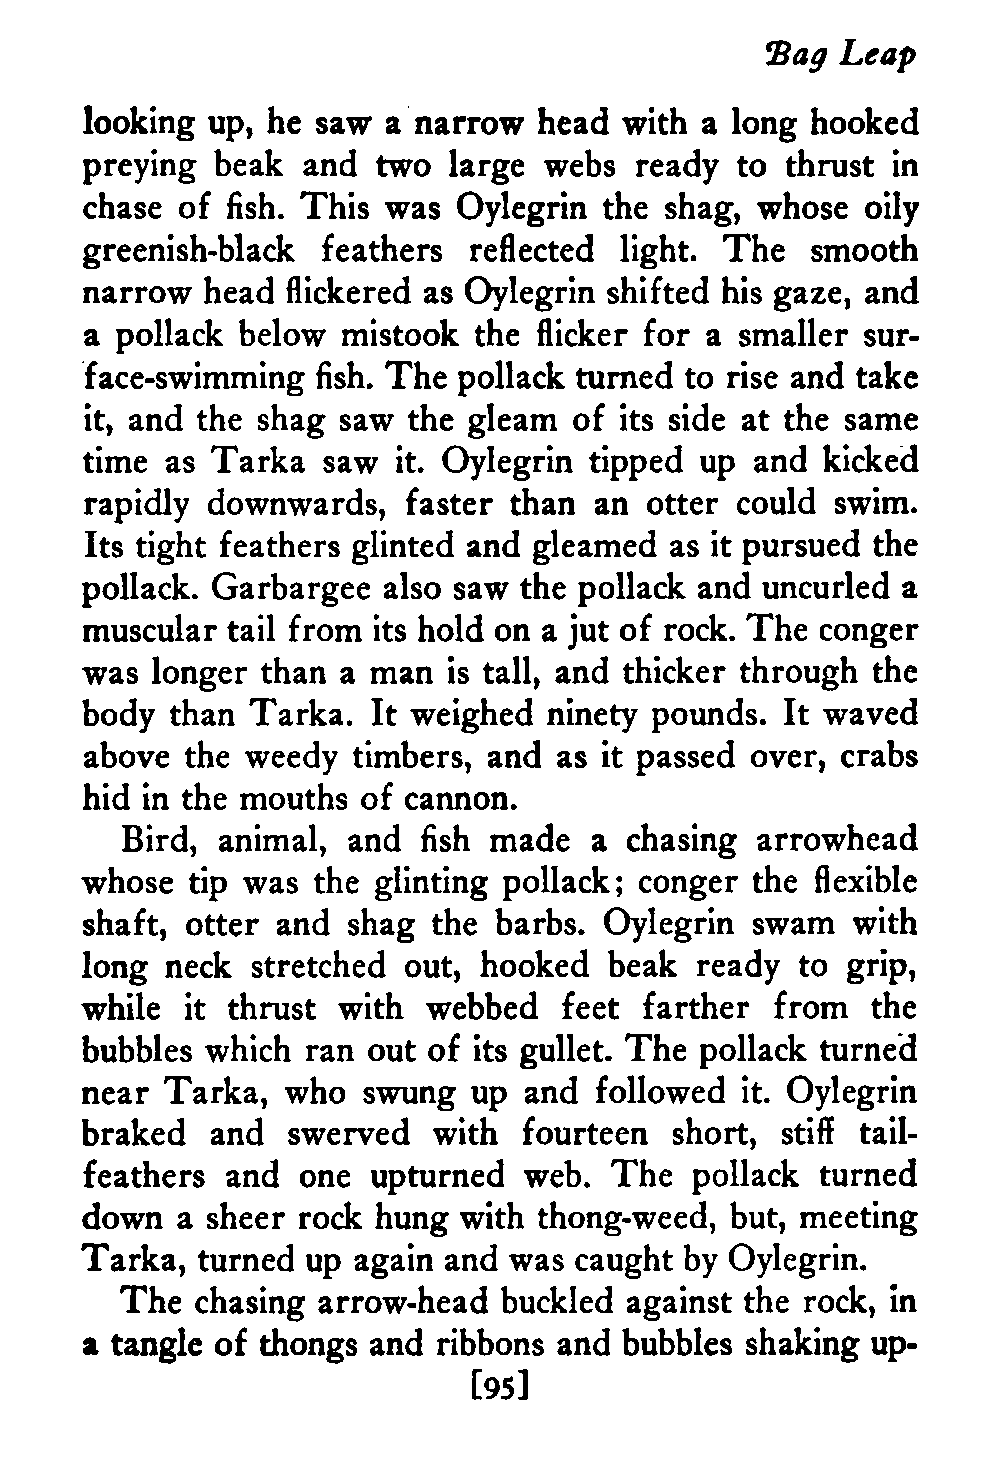 Bag Leap
looking up, he saw a narrow head with a long hooked
preying beak and two large webs ready to thrust in
chase of fish. This was Oylegrin the shag, whose oily
greenish-black feathers reflected light. The smooth
narrow head flickered as Oylegrin shifted his gaze, and
a pollack below mistook the flicker for a smaller sur-
face-swimming fish. The pollack turned to rise and take
it, and the shag saw the gleam of its side at the same
time as Tarka saw it. Oylegrin tipped up and kicked
rapidly downwards, faster than an otter could swim.
Its tight feathers glinted and gleamed as it pursued the
pollack. Garbargee also saw the pollack and uncurled a
muscular tail from its hold on a jut of rock. The conger
was longer than a man is tall, and thicker through the
body than Tarka. It weighed ninety pounds. It waved
above the weedy timbers, and as it passed over, crabs
hid in the mouths of cannon.
Bird, animal, and fish made a chasing arrowhead
whose tip was the glinting pollack; conger the flexible
shaft, otter and shag the barbs. Oylegrin swam with
long neck stretched out, hooked beak ready to grip,
while it thrust with webbed feet farther from the
bubbles which ran out of its gullet. The pollack turned
near Tarka, who swung up and followed it. Oylegrin
braked and swerved with fourteen short, stiff tail-
feathers and one upturned web. The pollack turned
down a sheer rock hung with thong-weed, but, meeting
Tarka, turned up again and was caught by Oylegrin.
The chasing arrow-head buckled against the rock, in
a tangle of thongs and ribbons and bubbles shaking up-
[95]